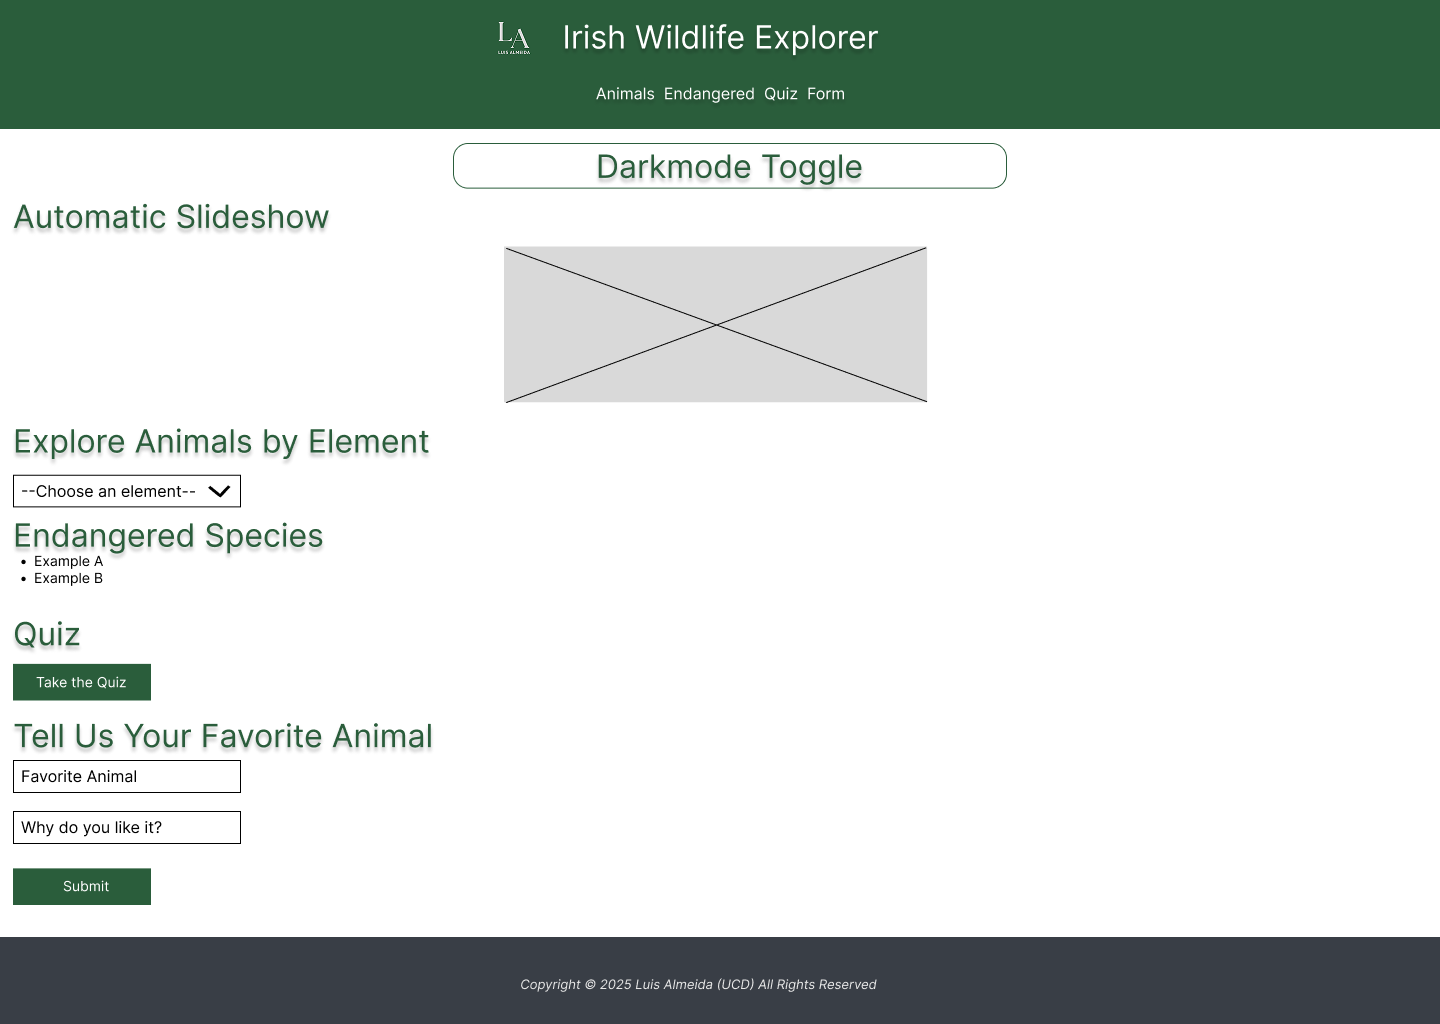 LA
LUIS ALMEIDA
Irish Wildlife Explorer
Animals Endangered Quiz Form
Darkmode Toggle
Automatic Slideshow
Explore Animals by Element
--Choose an element--
Endangered Species
• Example A
• Example B
Quiz
Take the Quiz
Tell Us Your Favorite Animal
Favorite Animal
Why do you like it?
Submit
Copyright © 2025 Luis Almeida (UCD) All Rights Reserved